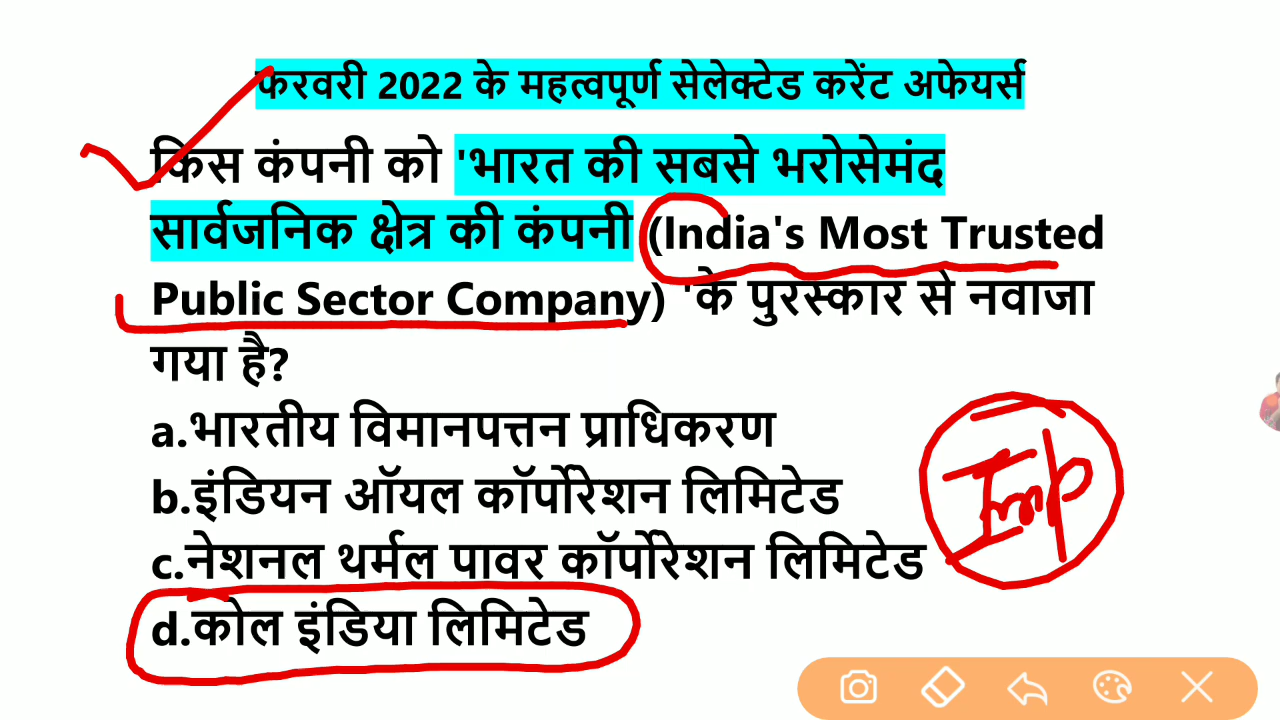 फरवरी 2022 के महत्वपूर्ण सेलेक्टेड करेंट अफेयर्स
किस कंपनी को 'भारत की सबसे भरोसेमंद
सार्वजनिक क्षेत्र की कंपनी (India's Most Trusted
Public Sector Company) 'के पुरस्कार से नवाजा
गया है?
a.भारतीय विमानपत्तन प्राधिकरण
b.इंडियन ऑयल कॉर्पोरेशन लिमिटेड
Imp
c.नेशनल थर्मल पावर कॉर्पोरेशन लिमिटेड
d.कोल इंडिया लिमिटेड